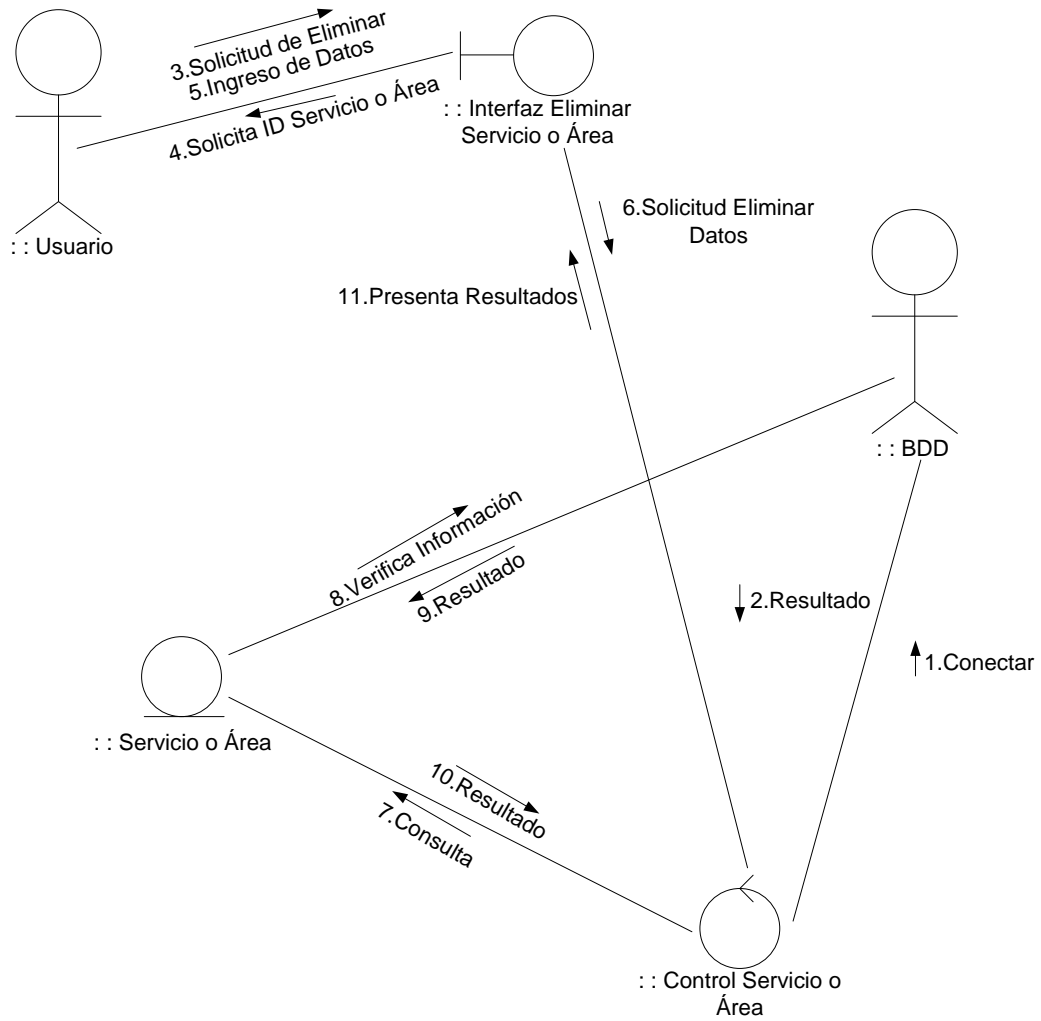 3.Solicitud de Eliminar
5.Ingreso de Datos
4.Solicita ID Servicio o Área
: : Interfaz Eliminar
Servicio o Área
: : Usuario
6.Solicitud Eliminar
Datos
11.Presenta Resultados
: : BDD
8.Verifica Información
9.Resultado
2.Resultado
1.Conectar
: : Servicio o Área
10.Resultado
7.Consulta
: : Control Servicio o
Área